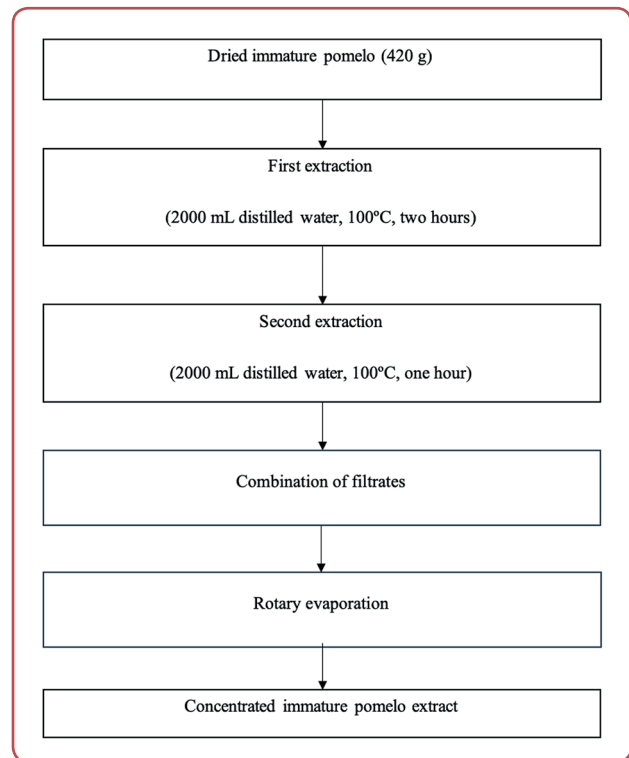 Dried immature pomelo (420 g)
First extraction
(2000 mL distilled water, 100ºC, two hours)
Second extraction
(2000 mL distilled water, 100ºC, one hour)
Combination of filtrates
Rotary evaporation
Concentrated immature pomelo extract